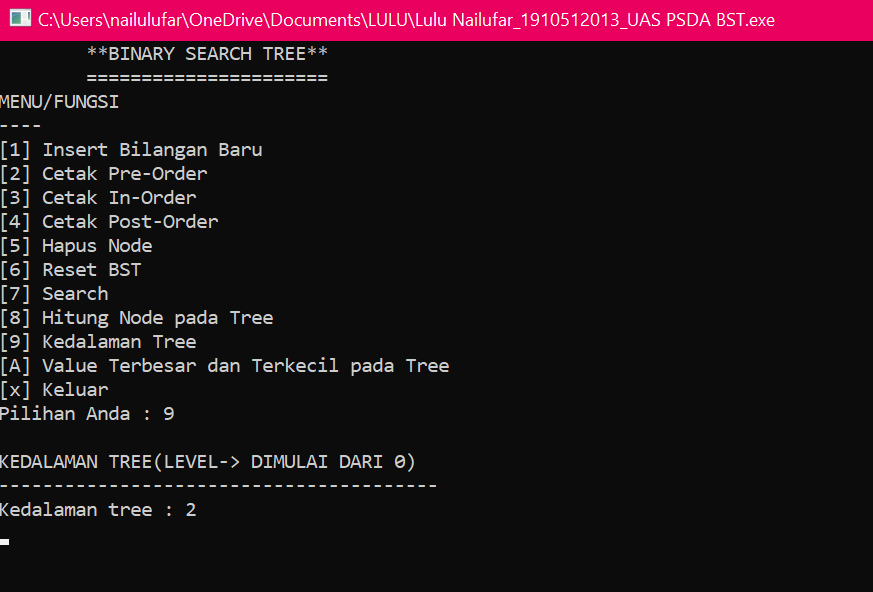 C:\Users\nailulufar\OneDrive\Documents\LULU\Lulu Nailufar_1910512013_UAS PSDA BST.exe
**BINARY SEARCH TREE**
======================
MENU/FUNGSI
----
[1] Insert Bilangan Baru
[2] Cetak Pre-Order
[3] Cetak In-Order
[4] Cetak Post-Order
[5] Hapus Node
[6] Reset BST
[7] Search
[8] Hitung Node pada Tree
[9] Kedalaman Tree
[A] Value Terbesar dan Terkecil pada Tree
[x] Keluar
Pilihan Anda : 9
KEDALAMAN TREE(LEVEL-> DIMULAI DARI 0)
----------------------------------------
Kedalaman tree : 2